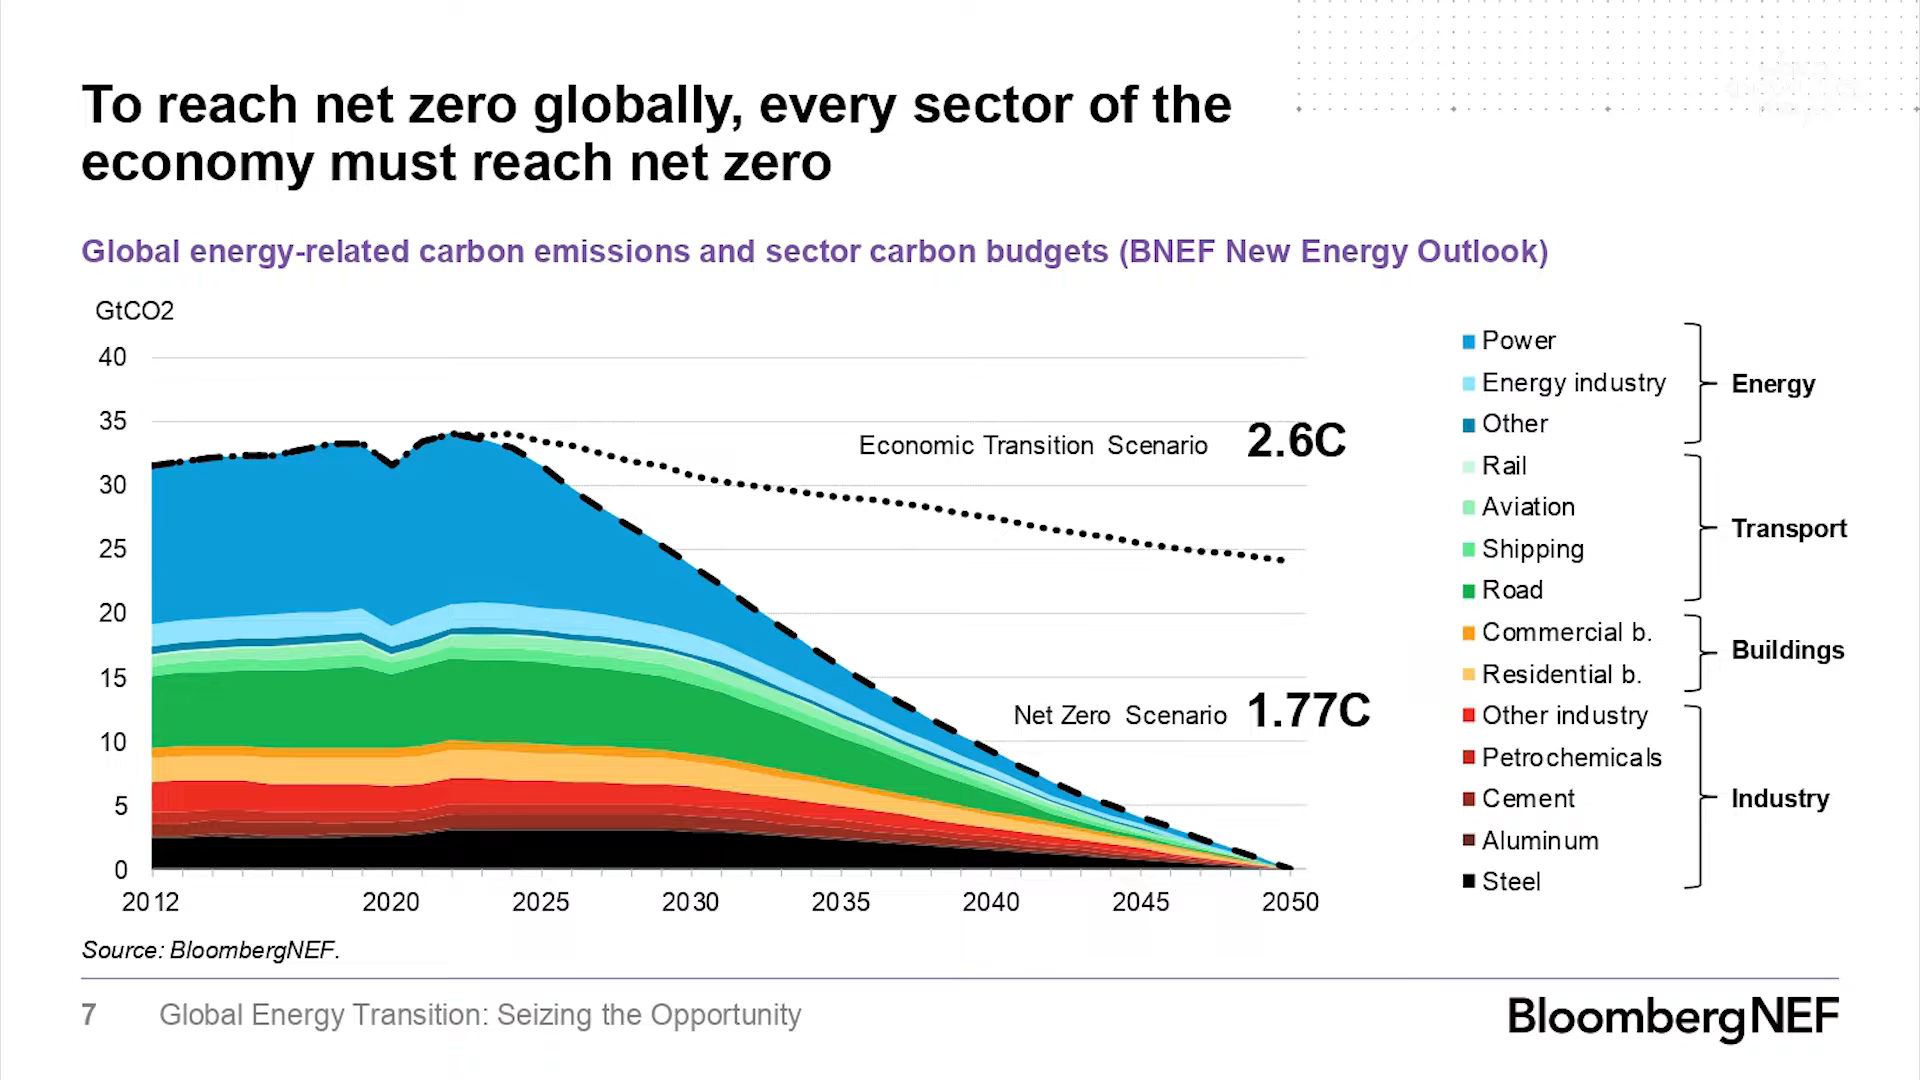 To reach net zero globally, every sector of the
economy must reach net zero
Global energy-related carbon emissions and sector carbon budgets (BNEF New Energy Outlook)
GtCO2
40
35
30
25
20
15
10
5
0
2012
2020
2025
2030
2035
2040
2045
2050
Economic Transition Scenario 2.6C
Net Zero Scenario 1.77C
Power
Energy industry
Other
Energy
Rail
Aviation
Shipping
Road
Transport
Commercial b.
Residential b.
Buildings
Other industry
Petrochemicals
Cement
Aluminum
Steel
Industry
Source: BloombergNEF.
7 Global Energy Transition: Seizing the Opportunity
BloombergNEF